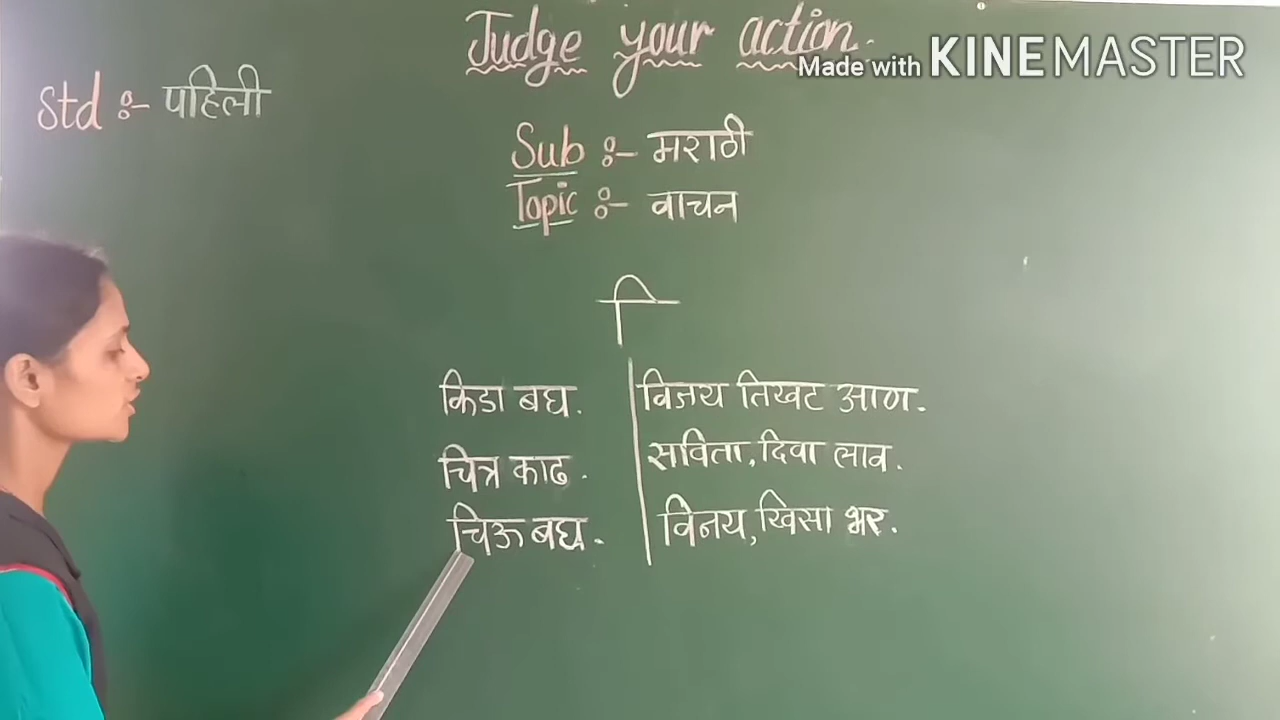 Judge your action.
Made with KINEMASTER
Std :- पहिली
Sub :- मराठी
Topic :- वाचन
ि
किडा बघ.
चित्र काढ.
चिऊ बघ.
विजय तिखट आण.
सविता, दिवा लाव.
विनय, खिसा भर.